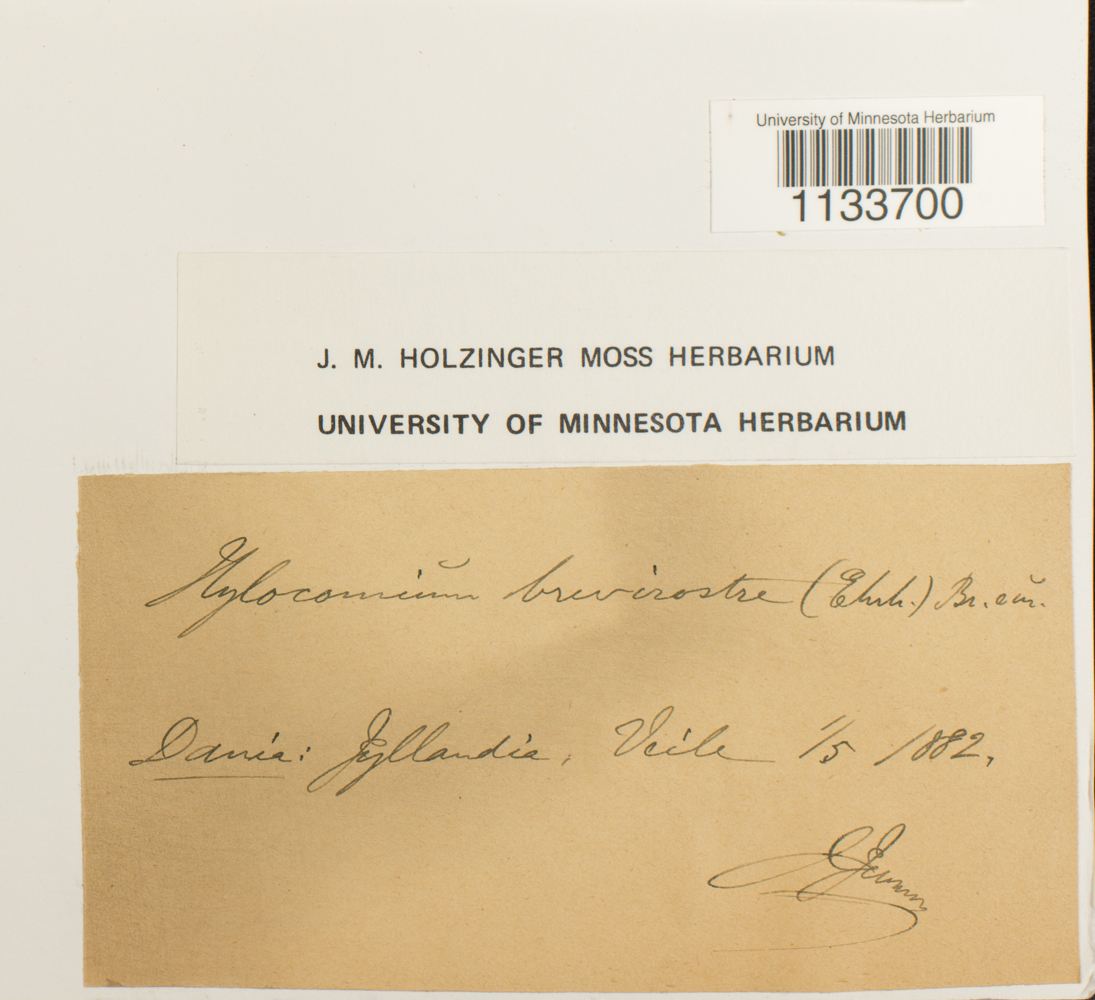 University of Minnesota Herbarium
1133700
J. M. HOLZINGER MOSS HERBARIUM
UNIVERSITY OF MINNESOTA HERBARIUM
Hylocomium brevirostre (Ehrh.) Br. eur.
Dania: Jyllandia, Veile 1/5 1882.